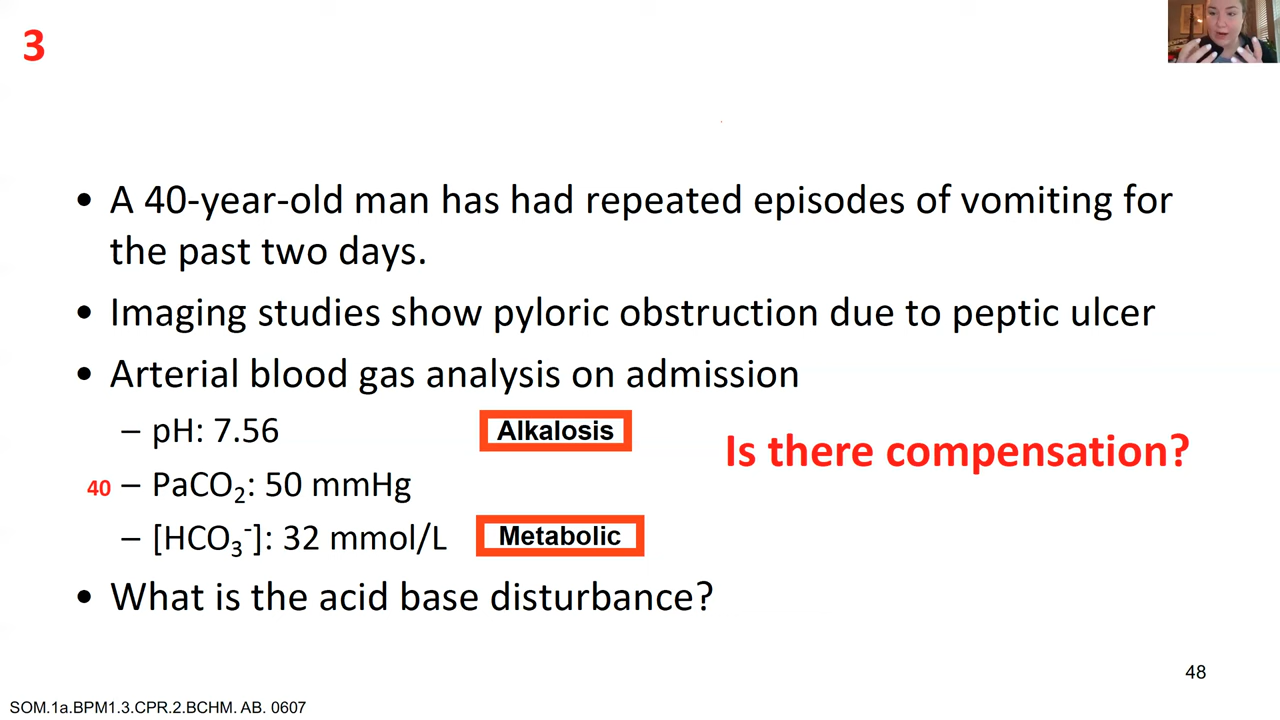 3
• A 40-year-old man has had repeated episodes of vomiting for
the past two days.
• Imaging studies show pyloric obstruction due to peptic ulcer
• Arterial blood gas analysis on admission
– pH: 7.56
Alkalosis
Is there compensation?
40 – PaCO₂: 50 mmHg
– [HCO₃⁻]: 32 mmol/L
Metabolic
• What is the acid base disturbance?
48
SOM.1a.BPM1.3.CPR.2.BCHM. AB. 0607